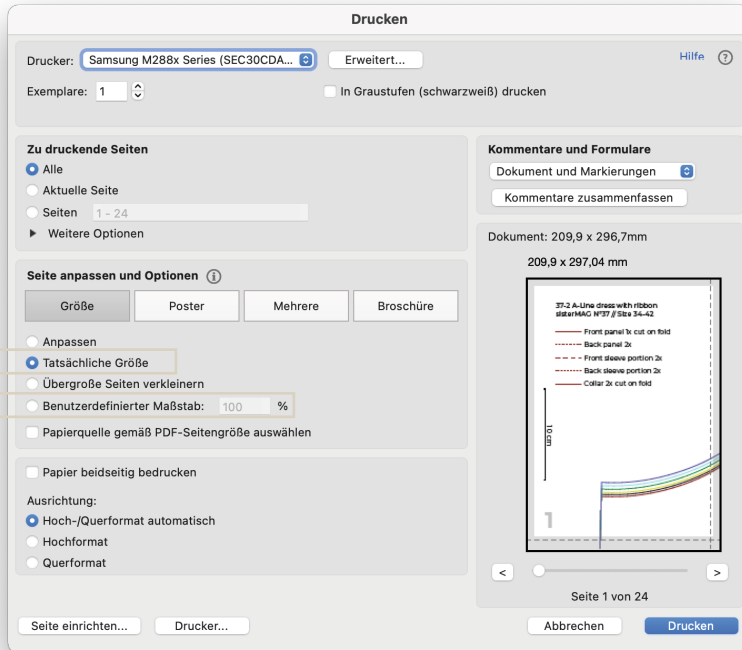 Drucken
Drucker: Samsung M288x Series (SEC30CDA... Erweitert... Hilfe ?
Exemplare: 1 In Graustufen (schwarzweiß) drucken
Zu druckende Seiten
Alle
Aktuelle Seite
Seiten 1 - 24
Weitere Optionen
Kommentare und Formulare
Dokument und Markierungen
Kommentare zusammenfassen
Seite anpassen und Optionen i
Größe Poster Mehrere Broschüre
Anpassen
Tatsächliche Größe
Übergroße Seiten verkleinern
Benutzerdefinierter Maßstab: 100 %
Papierquelle gemäß PDF-Seitengröße auswählen
Papier beidseitig bedrucken
Ausrichtung:
Hoch-/Querformat automatisch
Hochformat
Querformat
Dokument: 209,9 x 296,7mm
209,9 x 297,04 mm
37-2 A-Line dress with ribbon
sisterMAG N°37 // Size 34-42
Front panel 1x cut on fold
Back panel 2x
Front sleeve portion 2x
Back sleeve portion 2x
Collar 2x cut on fold
10 cm
1
< >
Seite 1 von 24
Seite einrichten... Drucker... Abbrechen Drucken